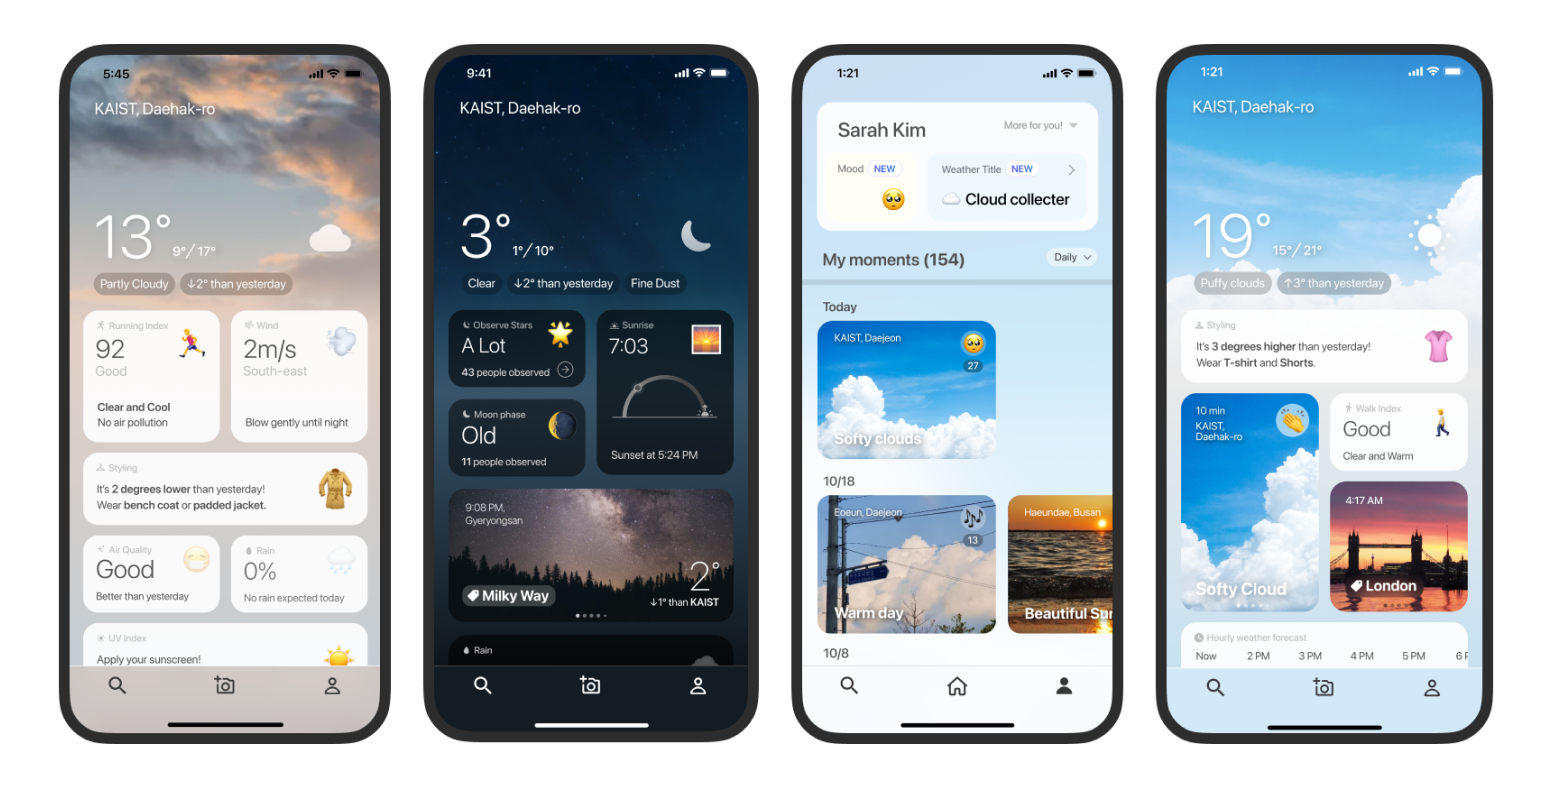 5:45
KAIST, Daehak-ro
13°
9°/17°
Partly Cloudy
↓2° than yesterday
Running Index
92
Good
Clear and Cool
No air pollution
Wind
2m/s
South-east
Blow gently until night
Styling
It's 2 degrees lower than yesterday!
Wear bench coat or padded jacket.
Air Quality
Good
Better than yesterday
Rain
0%
No rain expected today
UV Index
Apply your sunscreen!
9:41
KAIST, Daehak-ro
3°
1°/10°
Clear
↓2° than yesterday
Fine Dust
Observe Stars
A Lot
43 people observed
Sunrise
7:03
Sunset at 5:24 PM
Moon phase
Old
11 people observed
9:08 PM,
Gyeryongsan
Milky Way
2°
↓1° than KAIST
Rain
1:21
Sarah Kim
More for you!
Mood NEW
Weather Title NEW
Cloud collecter
My moments (154)
Daily
Today
KAIST, Daejeon
27
Softy clouds
10/18
Eoeun, Daejeon
13
Warm day
Haeundae, Busan
Beautiful Sun
10/8
1:21
KAIST, Daehak-ro
19°
15°/21°
Puffy clouds
↑3° than yesterday
Styling
It's 3 degrees higher than yesterday!
Wear T-shirt and Shorts.
10 min
KAIST,
Daehak-ro
Softy Cloud
Walk Index
Good
Clear and Warm
4:17 AM
London
Hourly weather forecast
Now 2 PM 3 PM 4 PM 5 PM 6 P